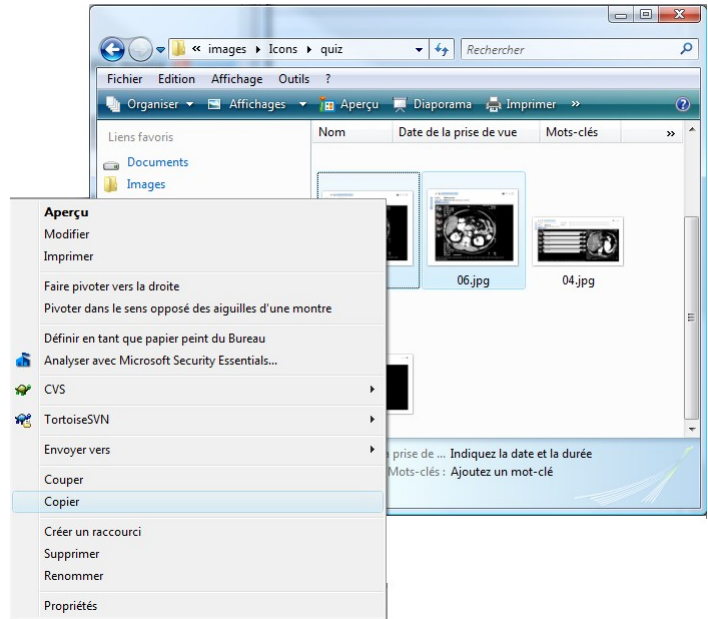 « images ▸ Icons ▸ quiz
Rechercher
Fichier Edition Affichage Outils ?
Organiser Affichages Aperçu Diaporama Imprimer »
Liens favoris
Documents
Images
Nom Date de la prise de vue Mots-clés »
06.jpg
04.jpg
Aperçu
Modifier
Imprimer
Faire pivoter vers la droite
Pivoter dans le sens opposé des aiguilles d'une montre
Définir en tant que papier peint du Bureau
Analyser avec Microsoft Security Essentials...
CVS
TortoiseSVN
Envoyer vers
Couper
Copier
Créer un raccourci
Supprimer
Renommer
Propriétés
prise de ... Indiquez la date et la durée
Mots-clés : Ajoutez un mot-clé